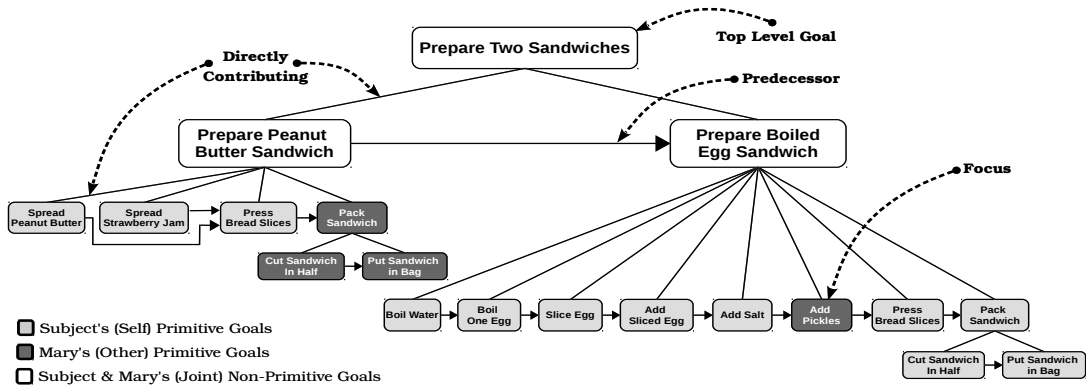 Prepare Two Sandwiches
Top Level Goal
Directly
Contributing
Predecessor
Prepare Peanut
Butter Sandwich
Prepare Boiled
Egg Sandwich
Focus
Spread
Peanut Butter
Spread
Strawberry Jam
Press
Bread Slices
Pack
Sandwich
Cut Sandwich
In Half
Put Sandwich
in Bag
Boil Water
Boil
One Egg
Slice Egg
Add
Sliced Egg
Add Salt
Add
Pickles
Press
Bread Slices
Pack
Sandwich
Cut Sandwich
In Half
Put Sandwich
in Bag
Subject's (Self) Primitive Goals
Mary's (Other) Primitive Goals
Subject & Mary's (Joint) Non-Primitive Goals